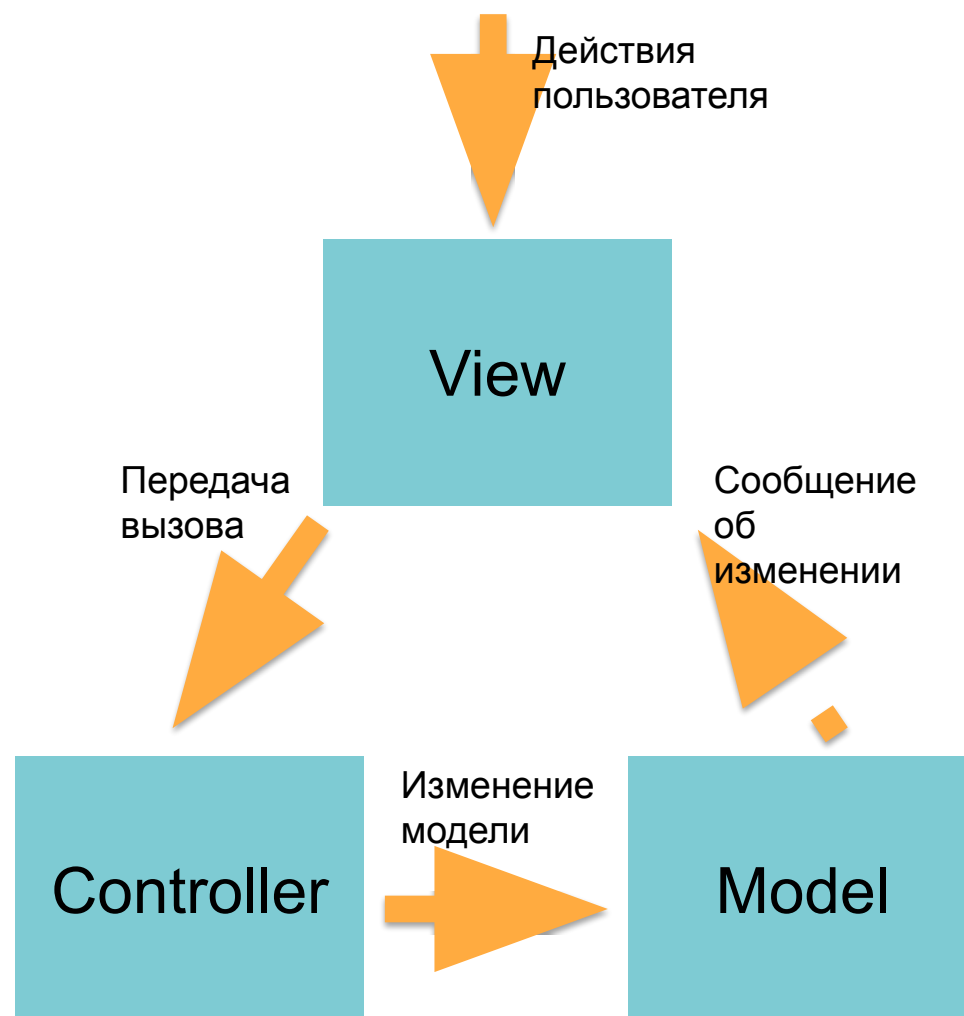 Действия
пользователя
View
Передача
вызова
Сообщение
об
изменении
Изменение
модели
Controller
Model